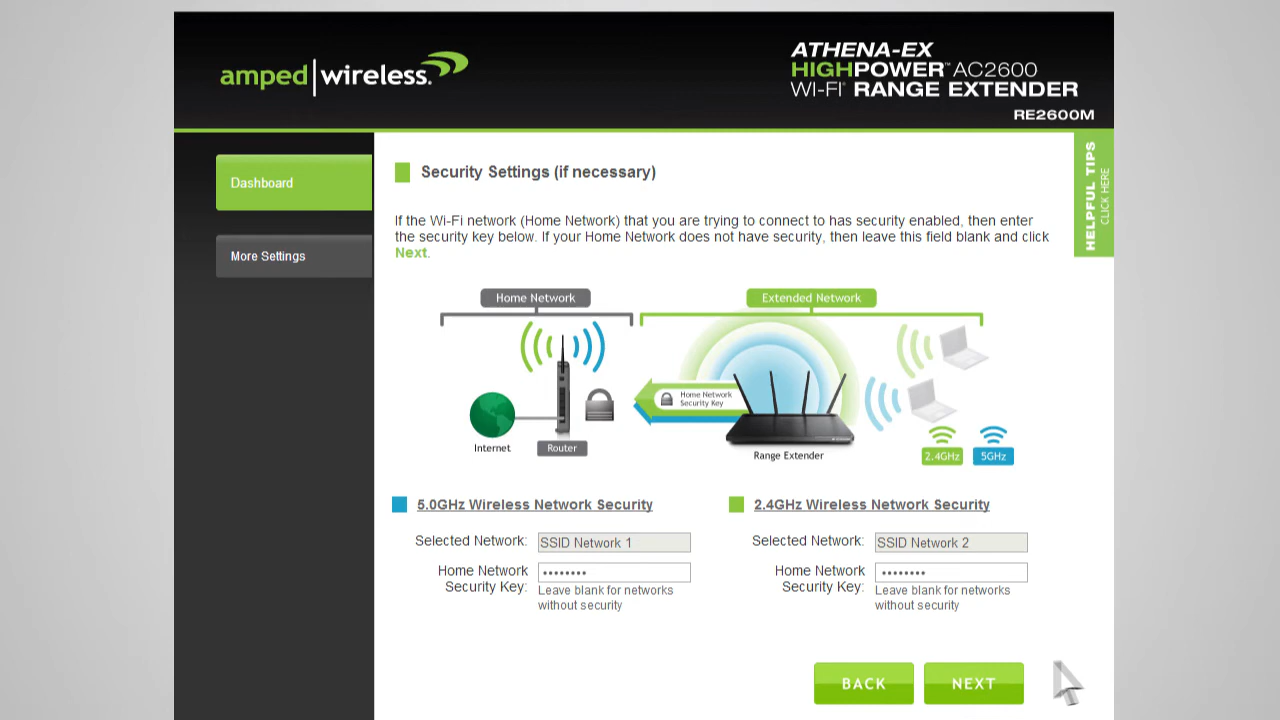 amped wireless.
ATHENA-EX
HIGHPOWER™ AC2600
WI-FI® RANGE EXTENDER
RE2600M
Dashboard
More Settings
HELPFUL TIPS
CLICK HERE
Security Settings (if necessary)
If the Wi-Fi network (Home Network) that you are trying to connect to has security enabled, then enter
the security key below. If your Home Network does not have security, then leave this field blank and click
Next.
Home Network
Extended Network
Home Network
Security Key
Internet
Router
Range Extender
2.4GHz
5GHz
5.0GHz Wireless Network Security
Selected Network: SSID Network 1
Home Network
Security Key: ••••••••
Leave blank for networks
without security
2.4GHz Wireless Network Security
Selected Network: SSID Network 2
Home Network
Security Key: ••••••••
Leave blank for networks
without security
BACK
NEXT